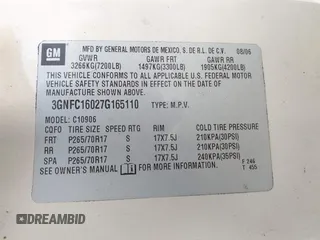 GM
MFD BY GENERAL MOTORS DE MEXICO, S. DE R.L. DE C.V. 08/06
GVWR GAWR FRT GAWR RR
3266KG(7200LB) 1497KG(3300LB) 1905KG(4200LB)
THIS VEHICLE CONFORMS TO ALL APPLICABLE U.S. FEDERAL MOTOR
VEHICLE SAFETY STANDARDS IN EFFECT ON THE DATE OF
MANUFACTURE SHOWN ABOVE.
3GNFC16027G165110 TYPE: M.P.V.
MODEL: C10906
GTQ TIRE SIZE SPEED RTG RIM COLD TIRE PRESSURE
FRT P265/70R17 S 17X7.5J 210KPA(30PSI)
RR P265/70R17 S 17X7.5J 210KPA(30PSI)
SPA P265/70R17 S 17X7.5J 240KPA(35PSI)
SEE OWNER'S MANUAL FOR ADDITIONAL INFORMATION.
F 246
T 455
DREAMBID